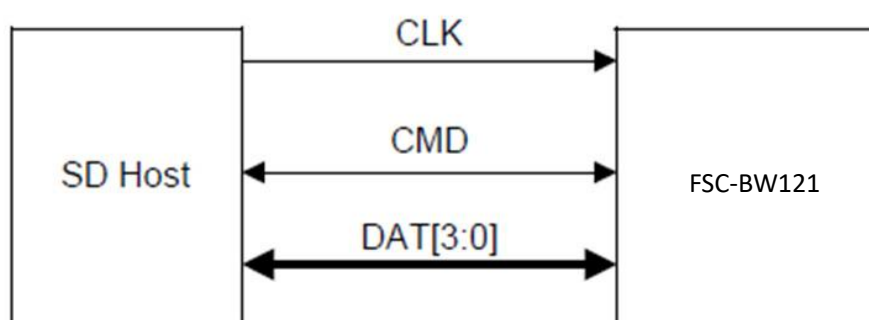 CLK
CMD
SD Host
FSC-BW121
DAT[3:0]